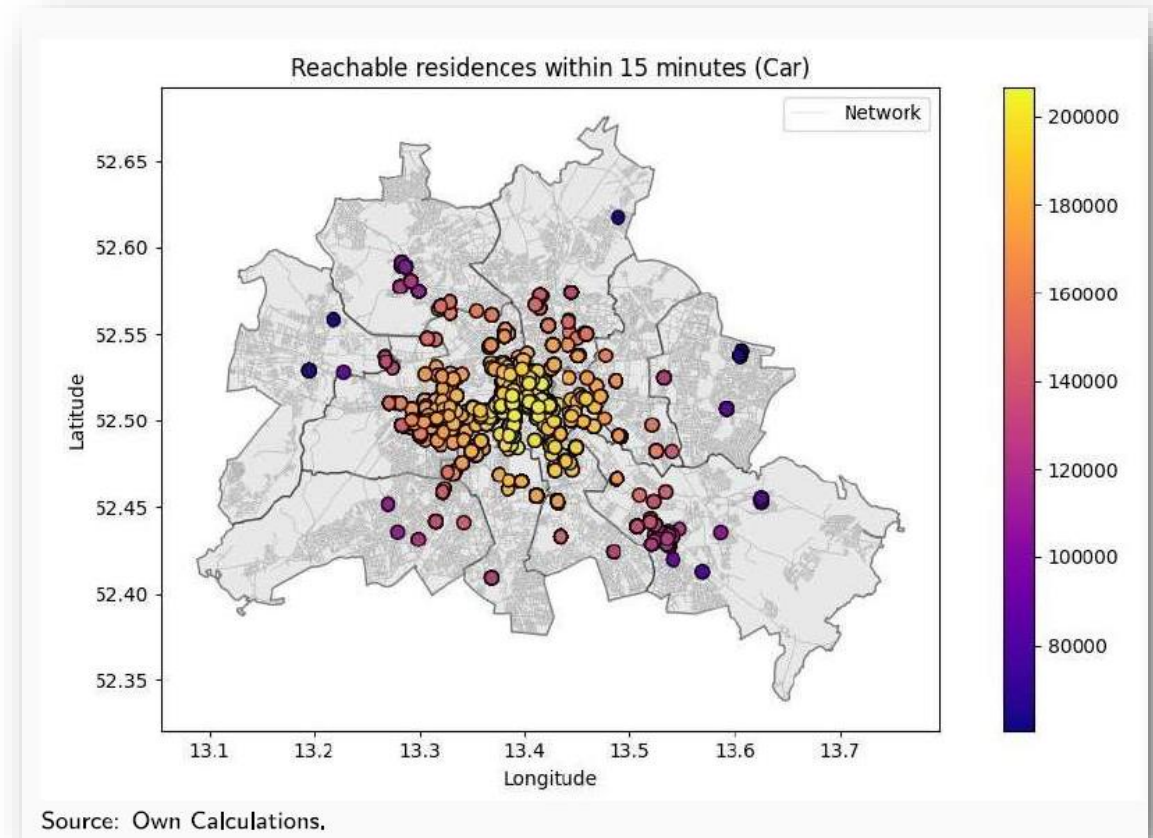 Reachable residences within 15 minutes (Car)
Network
52.65
52.60
52.55
52.50
52.45
52.40
52.35
Latitude
13.1 13.2 13.3 13.4 13.5 13.6 13.7
Longitude
200000
180000
160000
140000
120000
100000
80000
Source: Own Calculations.